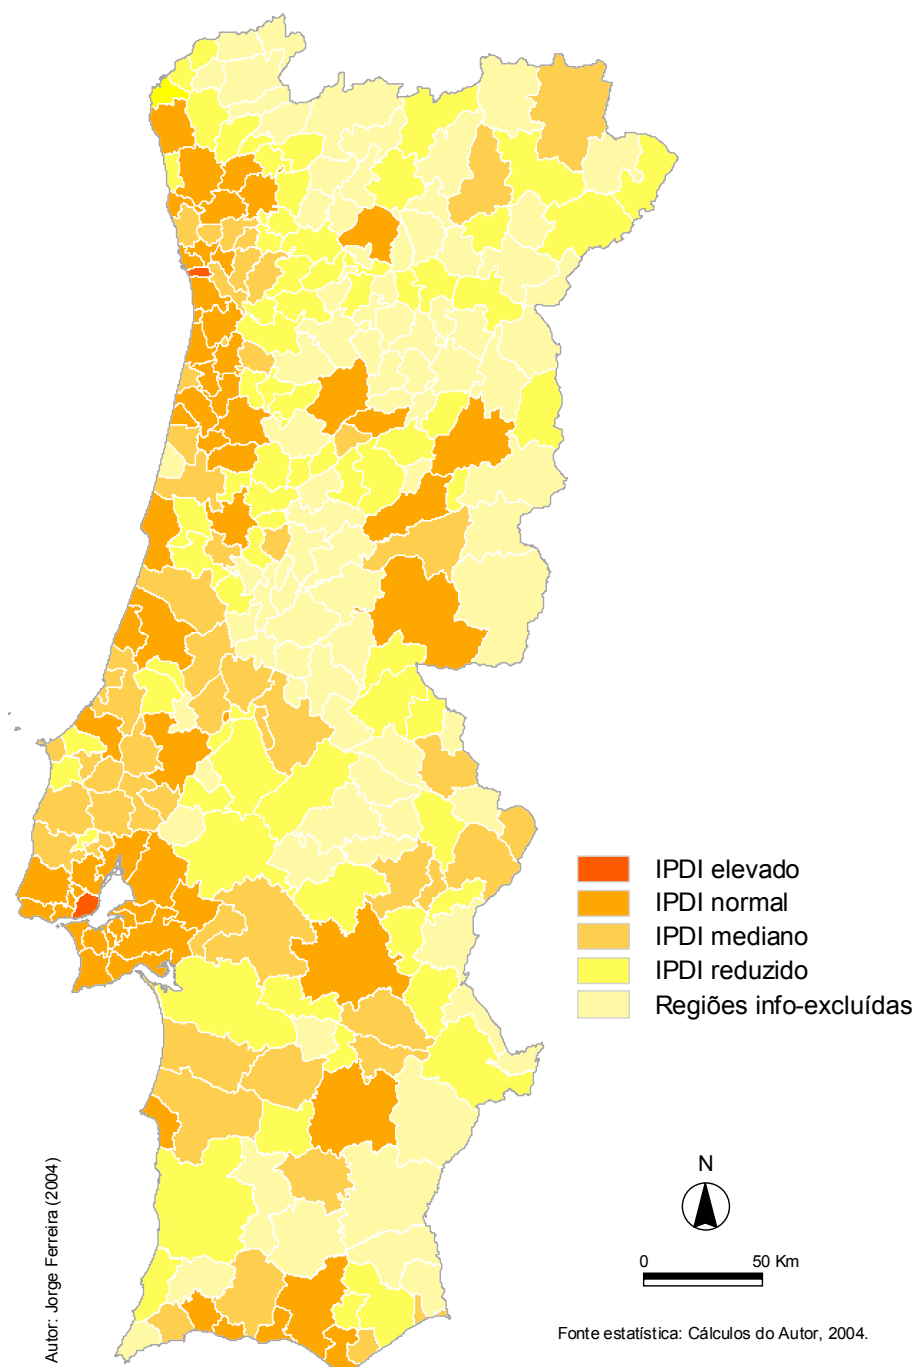 IPDI elevado
IPDI normal
IPDI mediano
IPDI reduzido
Regiões info-excluídas
Autor: Jorge Ferreira (2004)
N
0 50 Km
Fonte estatística: Cálculos do Autor, 2004.